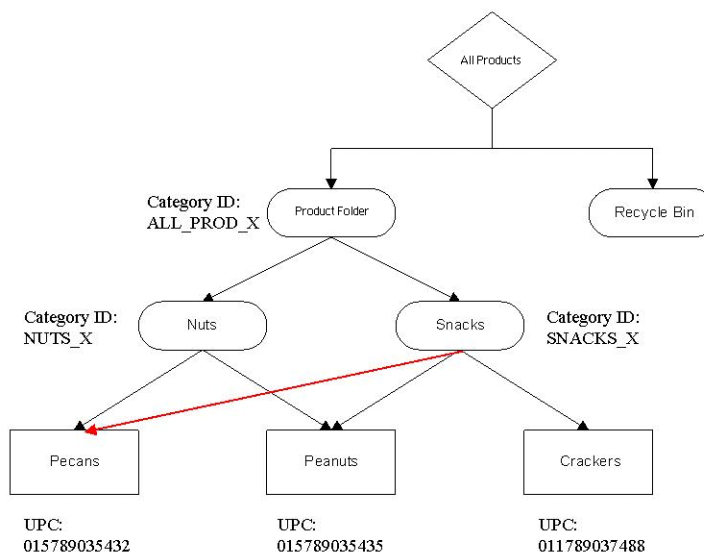 All Products
Category ID:
ALL_PROD_X
Product Folder
Recycle Bin
Category ID:
NUTS_X
Nuts
Snacks
Category ID:
SNACKS_X
Pecans
Peanuts
Crackers
UPC:
015789035432
UPC:
015789035435
UPC:
011789037488